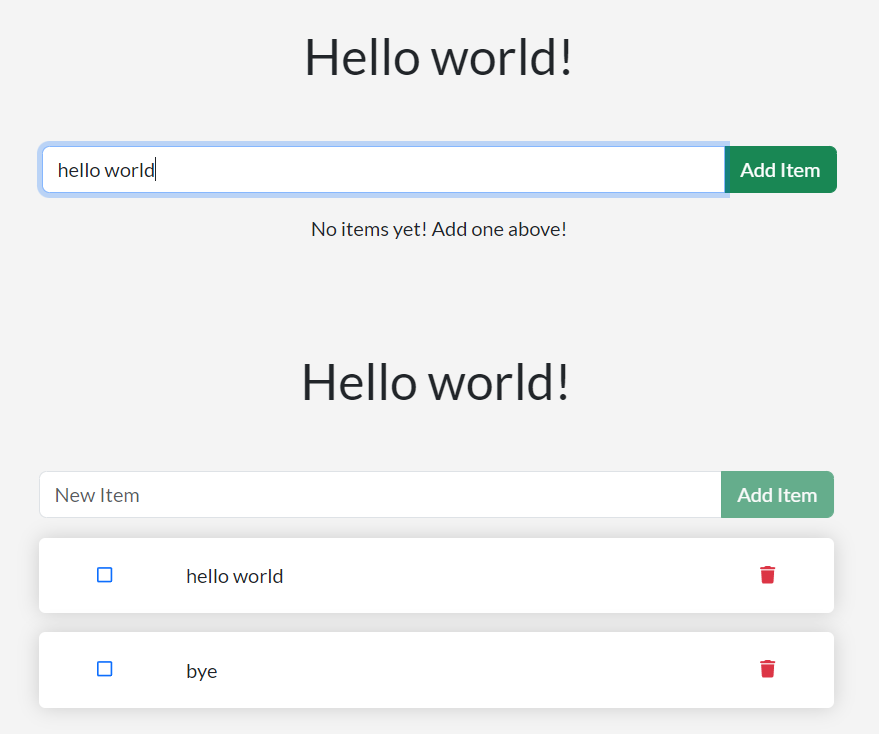 Hello world!
hello world
Add Item
No items yet! Add one above!
Hello world!
New Item
Add Item
hello world
bye